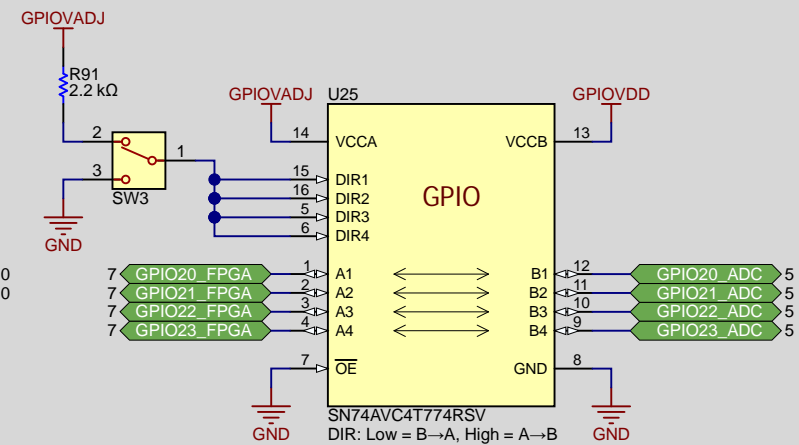 GPIOVADJ
R91
2.2 kΩ
2
3
1
SW3
GND
GPIOVADJ
U25
GPIOVDD
14 VCCA VCCB 13
15 DIR1
16 DIR2
5 DIR3
6 DIR4
GPIO
0 7 GPIO20_FPGA 1 A1 B1 12 GPIO20_ADC 5
0 7 GPIO21_FPGA 2 A2 B2 11 GPIO21_ADC 5
7 GPIO22_FPGA 3 A3 B3 10 GPIO22_ADC 5
7 GPIO23_FPGA 4 A4 B4 9 GPIO23_ADC 5
7 OE GND 8
GND
SN74AVC4T774RSV
DIR: Low = B→A, High = A→B
GND